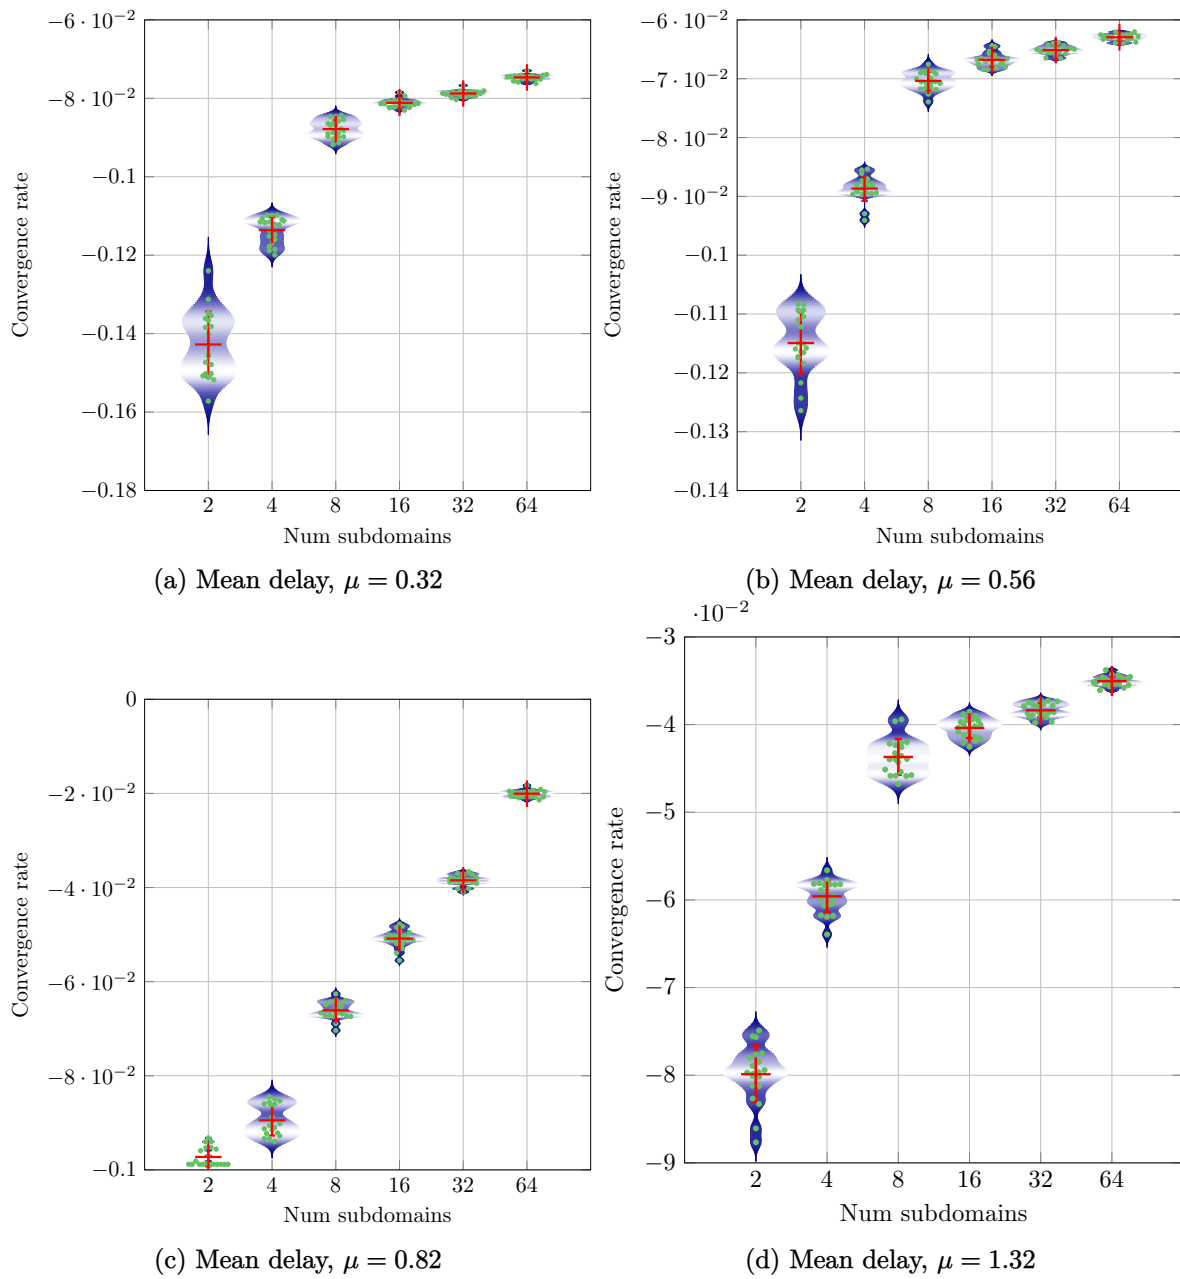 −6 · 10−2
−8 · 10−2
−0.1
−0.12
−0.14
−0.16
−0.18
Convergence rate
2 4 8 16 32 64
Num subdomains
(a) Mean delay, μ = 0.32
−6 · 10−2
−7 · 10−2
−8 · 10−2
−9 · 10−2
−0.1
−0.11
−0.12
−0.13
−0.14
Convergence rate
2 4 8 16 32 64
Num subdomains
(b) Mean delay, μ = 0.56
0
−2 · 10−2
−4 · 10−2
−6 · 10−2
−8 · 10−2
−0.1
Convergence rate
2 4 8 16 32 64
Num subdomains
(c) Mean delay, μ = 0.82
·10−2
−3
−4
−5
−6
−7
−8
−9
Convergence rate
2 4 8 16 32 64
Num subdomains
(d) Mean delay, μ = 1.32